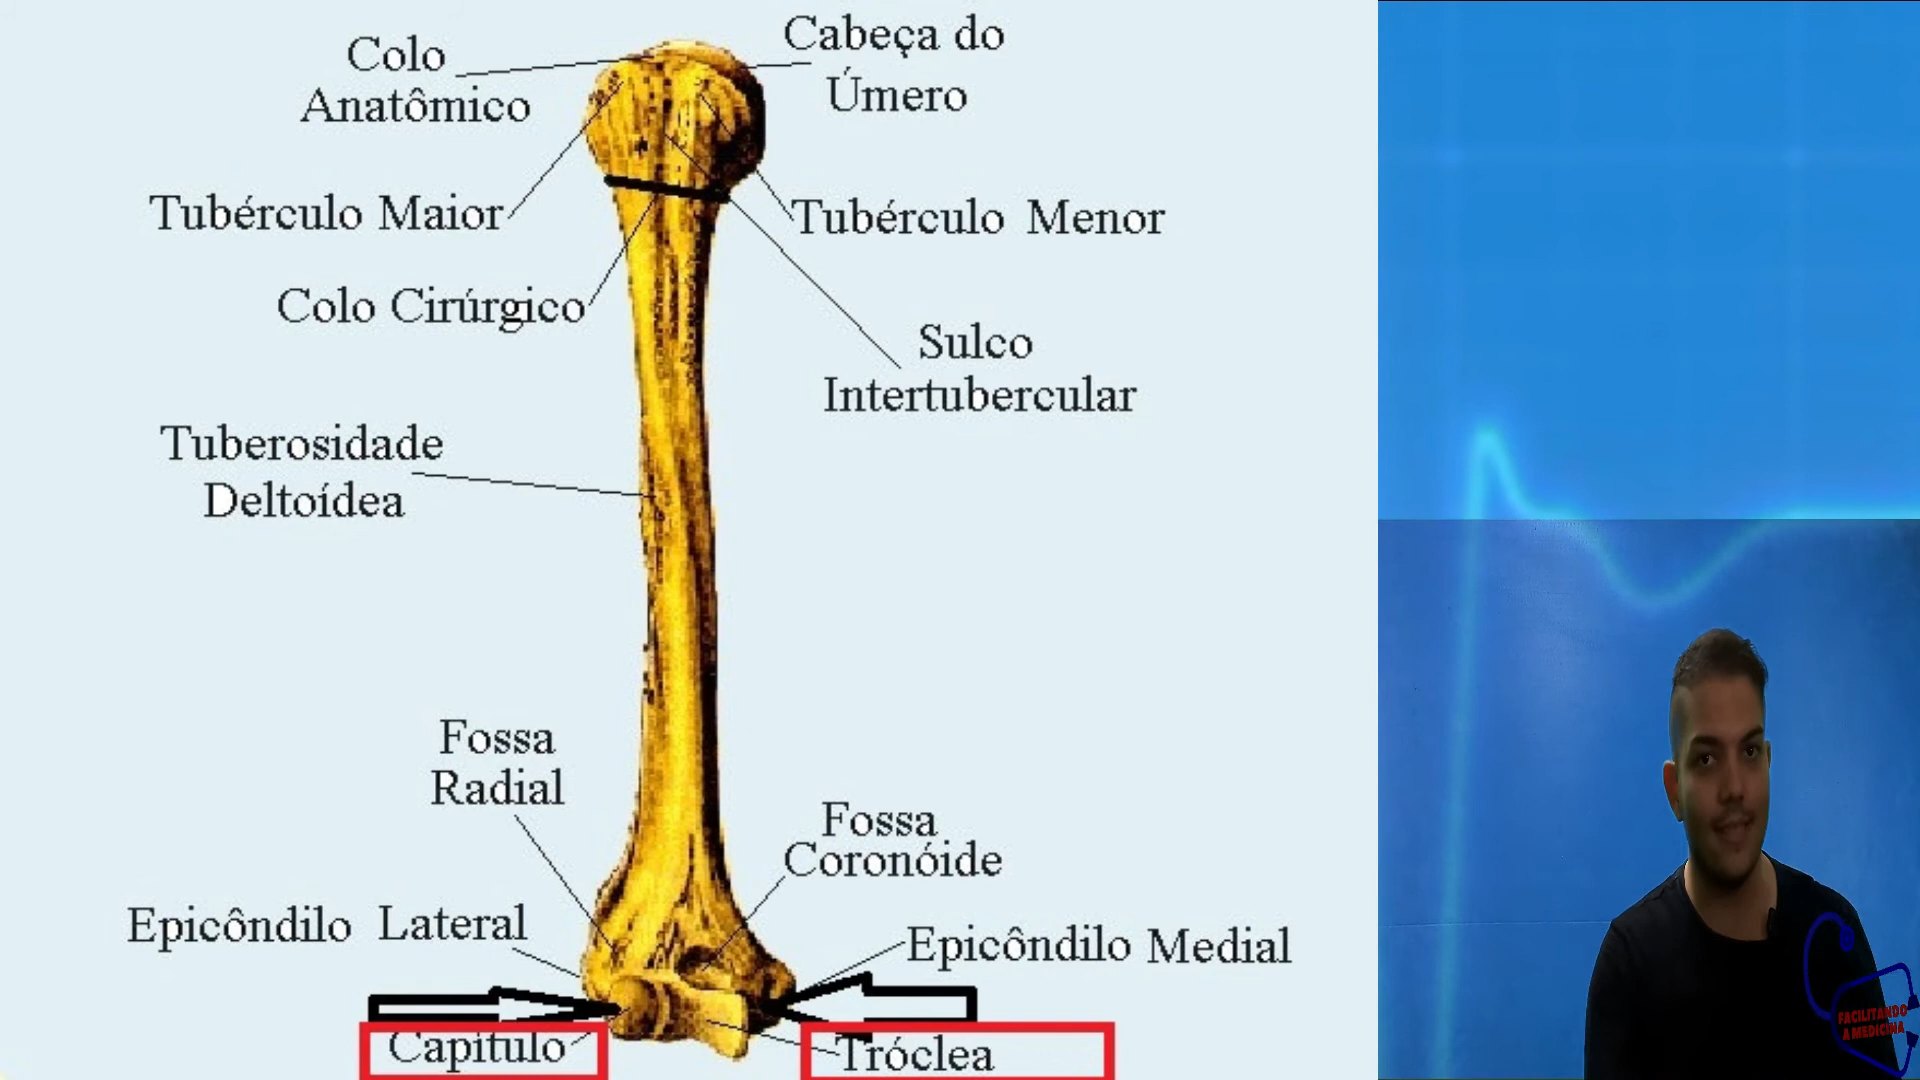 Colo
Anatômico
Cabeça do
Úmero
Tubérculo Maior
Tubérculo Menor
Colo Cirúrgico
Sulco
Intertubercular
Tuberosidade
Deltoídea
Fossa
Radial
Fossa
Coronóide
Epicôndilo Lateral
Epicôndilo Medial
Capítulo
Tróclea
FACILITANDO
A MEDICINA